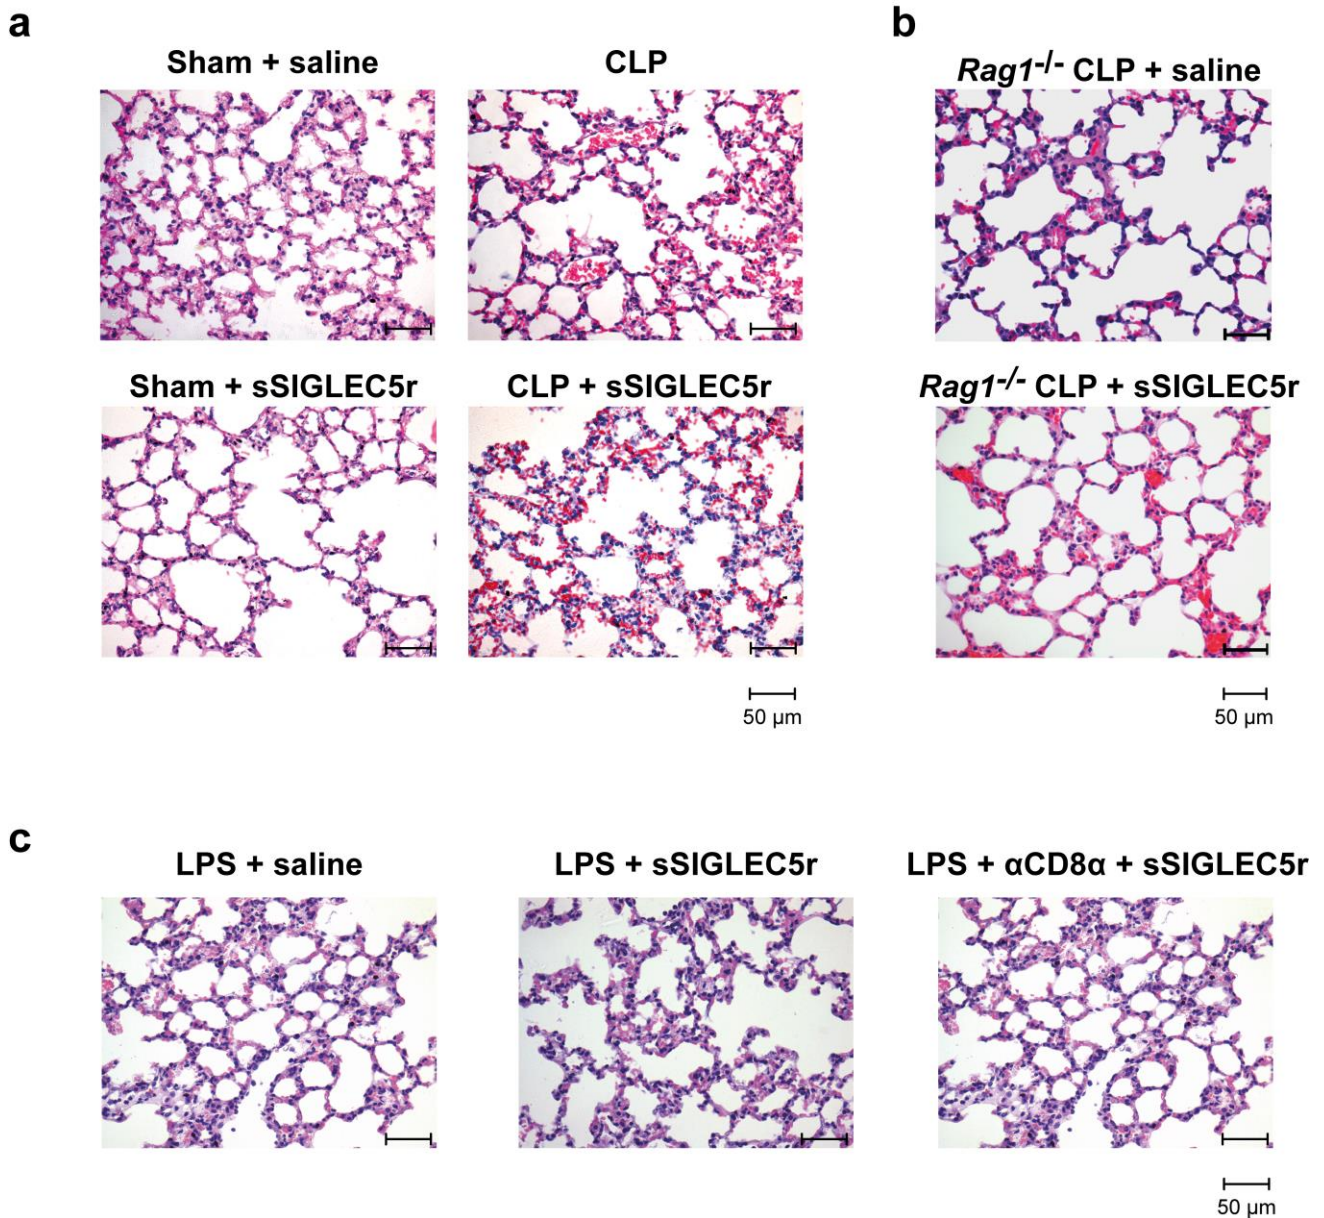 a
b
Sham + saline
CLP
Rag1-/- CLP + saline
Sham + sSIGLEC5r
CLP + sSIGLEC5r
Rag1-/- CLP + sSIGLEC5r
50 µm
50 µm
c
LPS + saline
LPS + sSIGLEC5r
LPS + αCD8α + sSIGLEC5r
50 µm